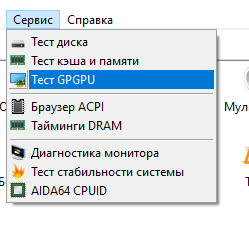 Сервис Справка
Тест диска
Тест кэша и памяти
Тест GPGPU
Браузер ACPI
Тайминги DRAM
Диагностика монитора
Тест стабильности системы
AIDA64 CPUID